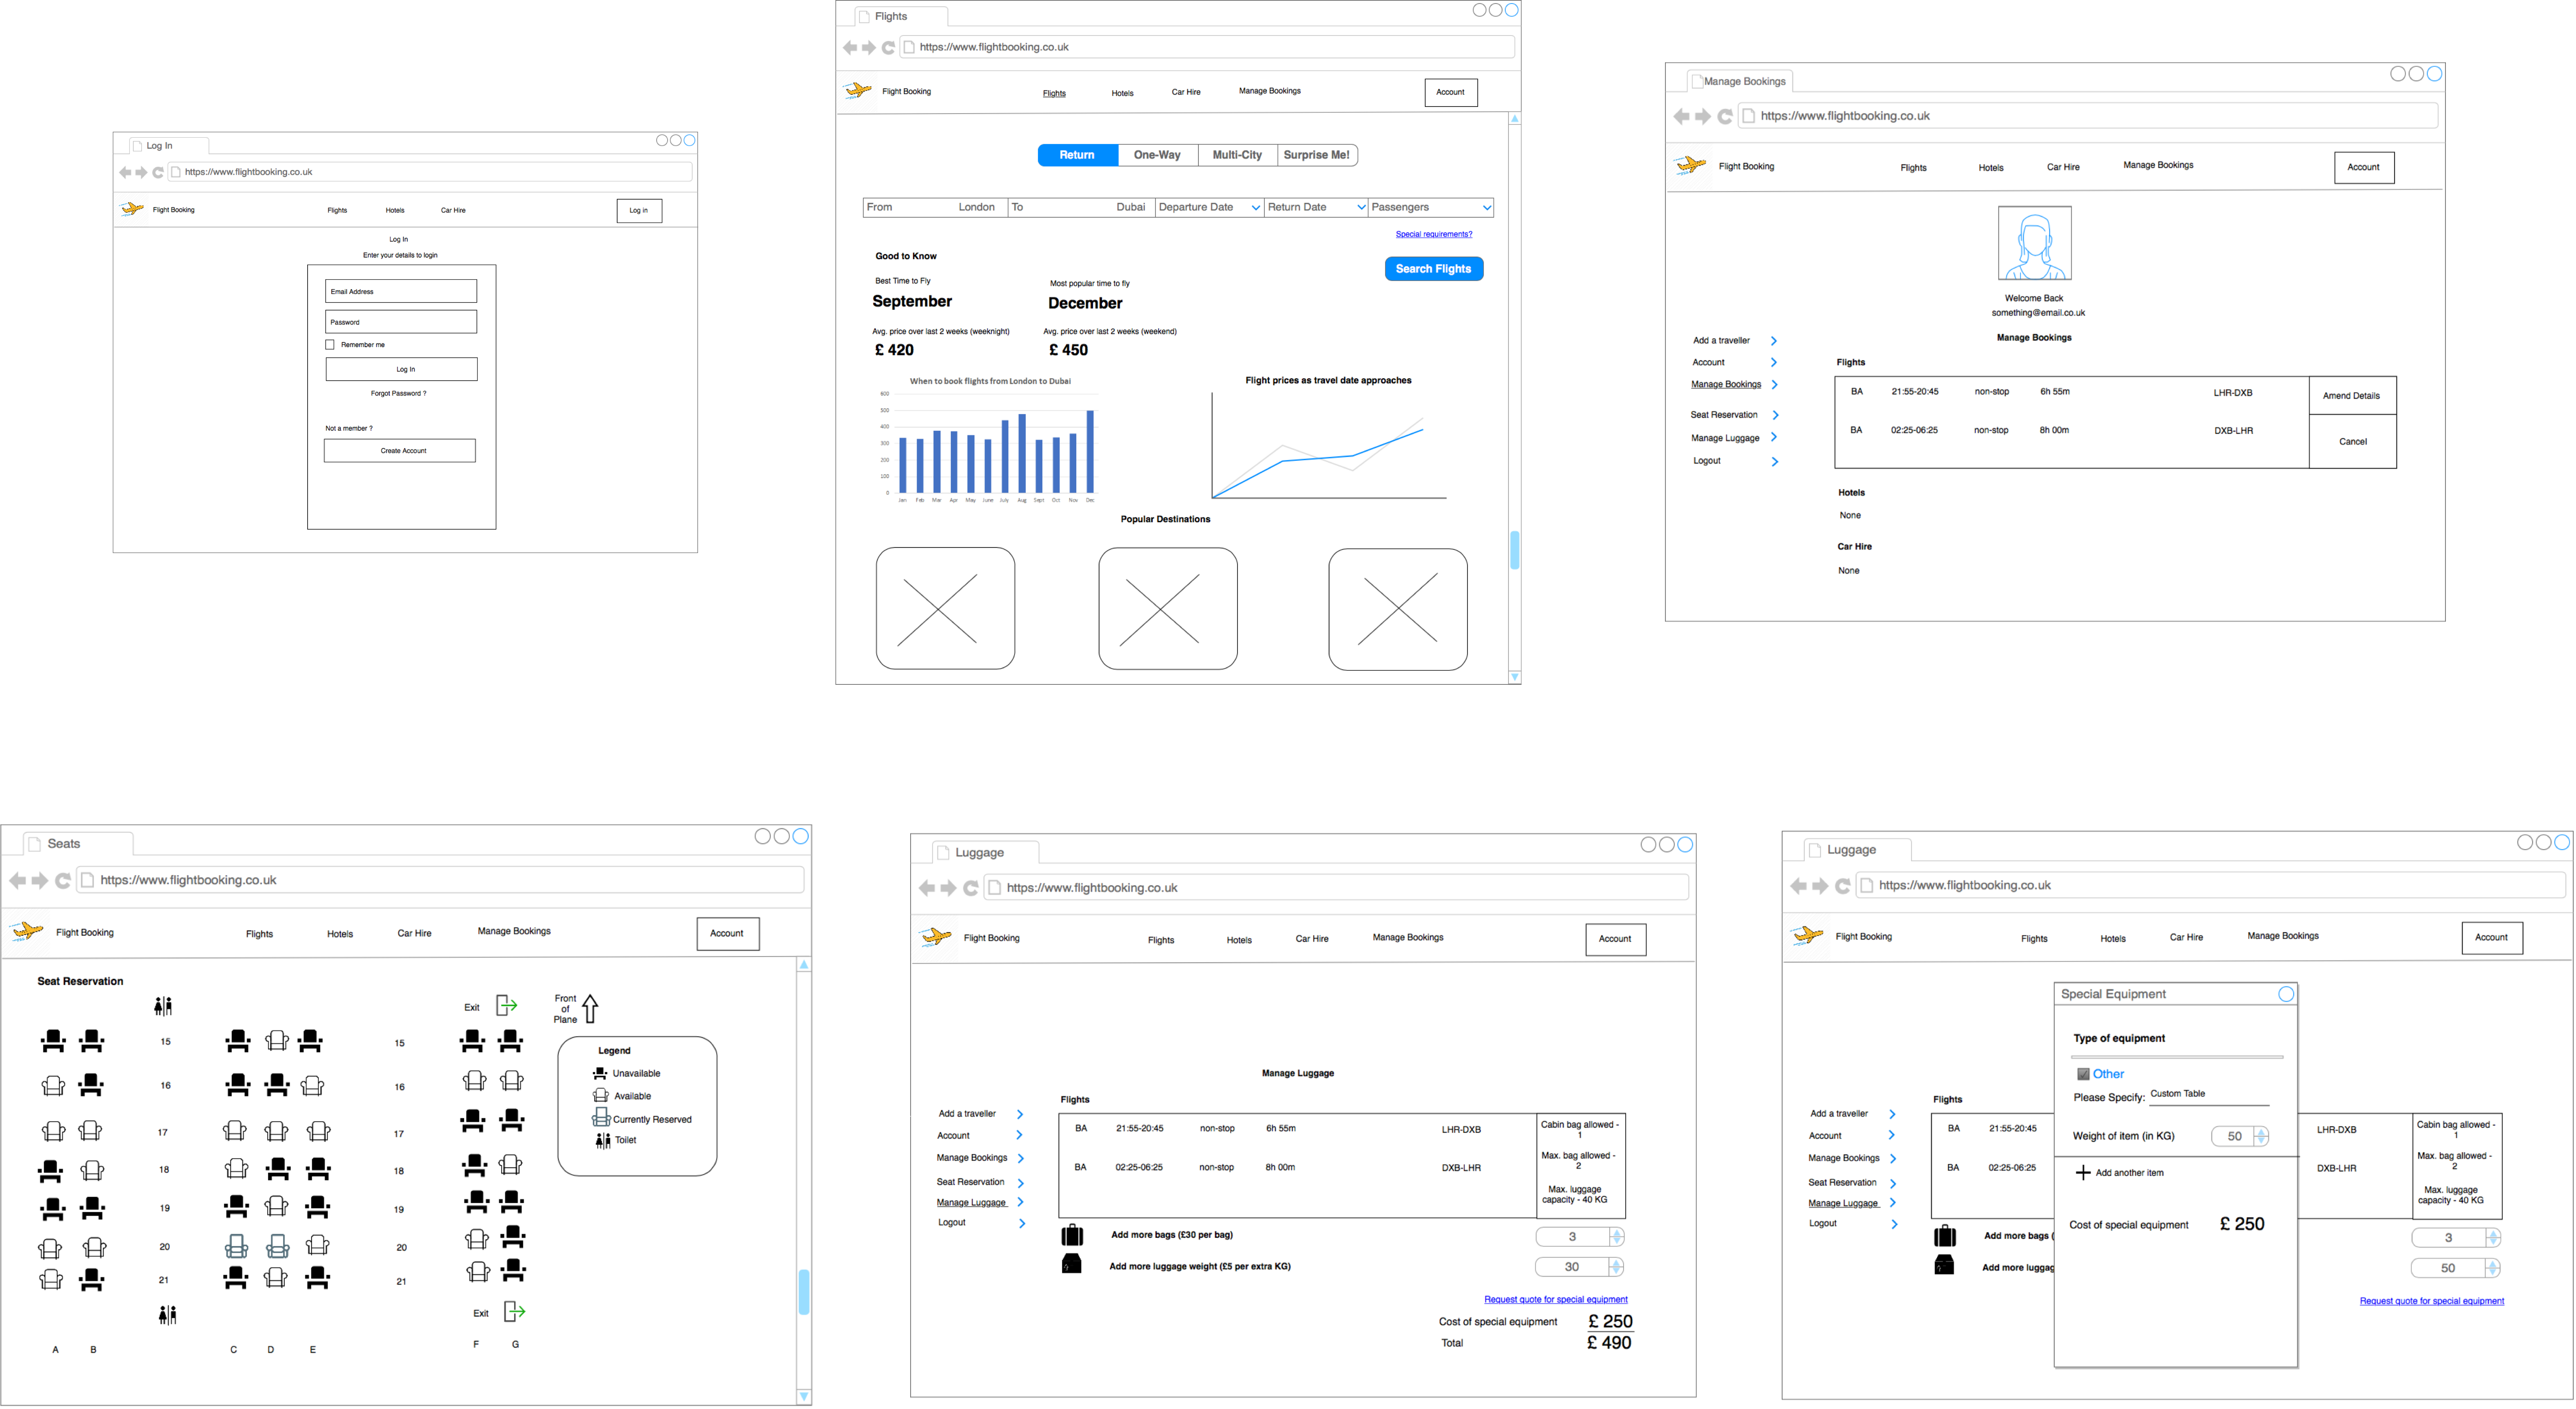 Log In
https://www.flightbooking.co.uk
Flight Booking Flights Hotels Car Hire Log in
Log In
Enter your details to login
Email Address
Password
Remember me
Log In
Forgot Password ?
Not a member ?
Create Account
Flights
https://www.flightbooking.co.uk
Flight Booking Flights Hotels Car Hire Manage Bookings Account
Return One-Way Multi-City Surprise Me!
From London To Dubai Departure Date Return Date Passengers
Special requirements?
Good to Know
Search Flights
Best Time to Fly Most popular time to fly
September December
Avg. price over last 2 weeks (weeknight) Avg. price over last 2 weeks (weekend)
£ 420 £ 450
When to book flights from London to Dubai
600
500
400
300
200
100
0
Jan Feb Mar Apr May June July Aug Sept Oct Nov Dec
Flight prices as travel date approaches
Popular Destinations
Manage Bookings
https://www.flightbooking.co.uk
Flight Booking Flights Hotels Car Hire Manage Bookings Account
Welcome Back
something@email.co.uk
Manage Bookings
Add a traveller
Account
Manage Bookings
Seat Reservation
Manage Luggage
Logout
Flights
BA 21:55-20:45 non-stop 6h 55m LHR-DXB Amend Details
BA 02:25-06:25 non-stop 8h 00m DXB-LHR Cancel
Hotels
None
Car Hire
None
Seats
https://www.flightbooking.co.uk
Flight Booking Flights Hotels Car Hire Manage Bookings Account
Seat Reservation
Exit
Front
of
Plane
15 15
16 16
17 17
18 18
19 19
20 20
21 21
Exit
A B C D E F G
Legend
Unavailable
Available
Currently Reserved
Toilet
Luggage
https://www.flightbooking.co.uk
Flight Booking Flights Hotels Car Hire Manage Bookings Account
Manage Luggage
Add a traveller
Account
Manage Bookings
Seat Reservation
Manage Luggage
Logout
Flights
BA 21:55-20:45 non-stop 6h 55m LHR-DXB
BA 02:25-06:25 non-stop 8h 00m DXB-LHR
Cabin bag allowed -
1
Max. bag allowed -
2
Max. luggage
capacity - 40 KG
Add more bags (£30 per bag) 3
Add more luggage weight (£5 per extra KG) 30
Request quote for special equipment
Cost of special equipment £ 250
Total £ 490
Luggage
https://www.flightbooking.co.uk
Flight Booking Flights Hotels Car Hire Manage Bookings Account
Add a traveller
Account
Manage Bookings
Seat Reservation
Manage Luggage
Logout
Flights
BA 21:55-20:45 LHR-DXB
BA 02:25-06:25 DXB-LHR
Cabin bag allowed -
1
Max. bag allowed -
2
Max. luggage
capacity - 40 KG
Add more bags ( 3
Add more luggag 50
Request quote for special equipment
Special Equipment
Type of equipment
Other
Please Specify: Custom Table
Weight of item (in KG) 50
Add another item
Cost of special equipment £ 250